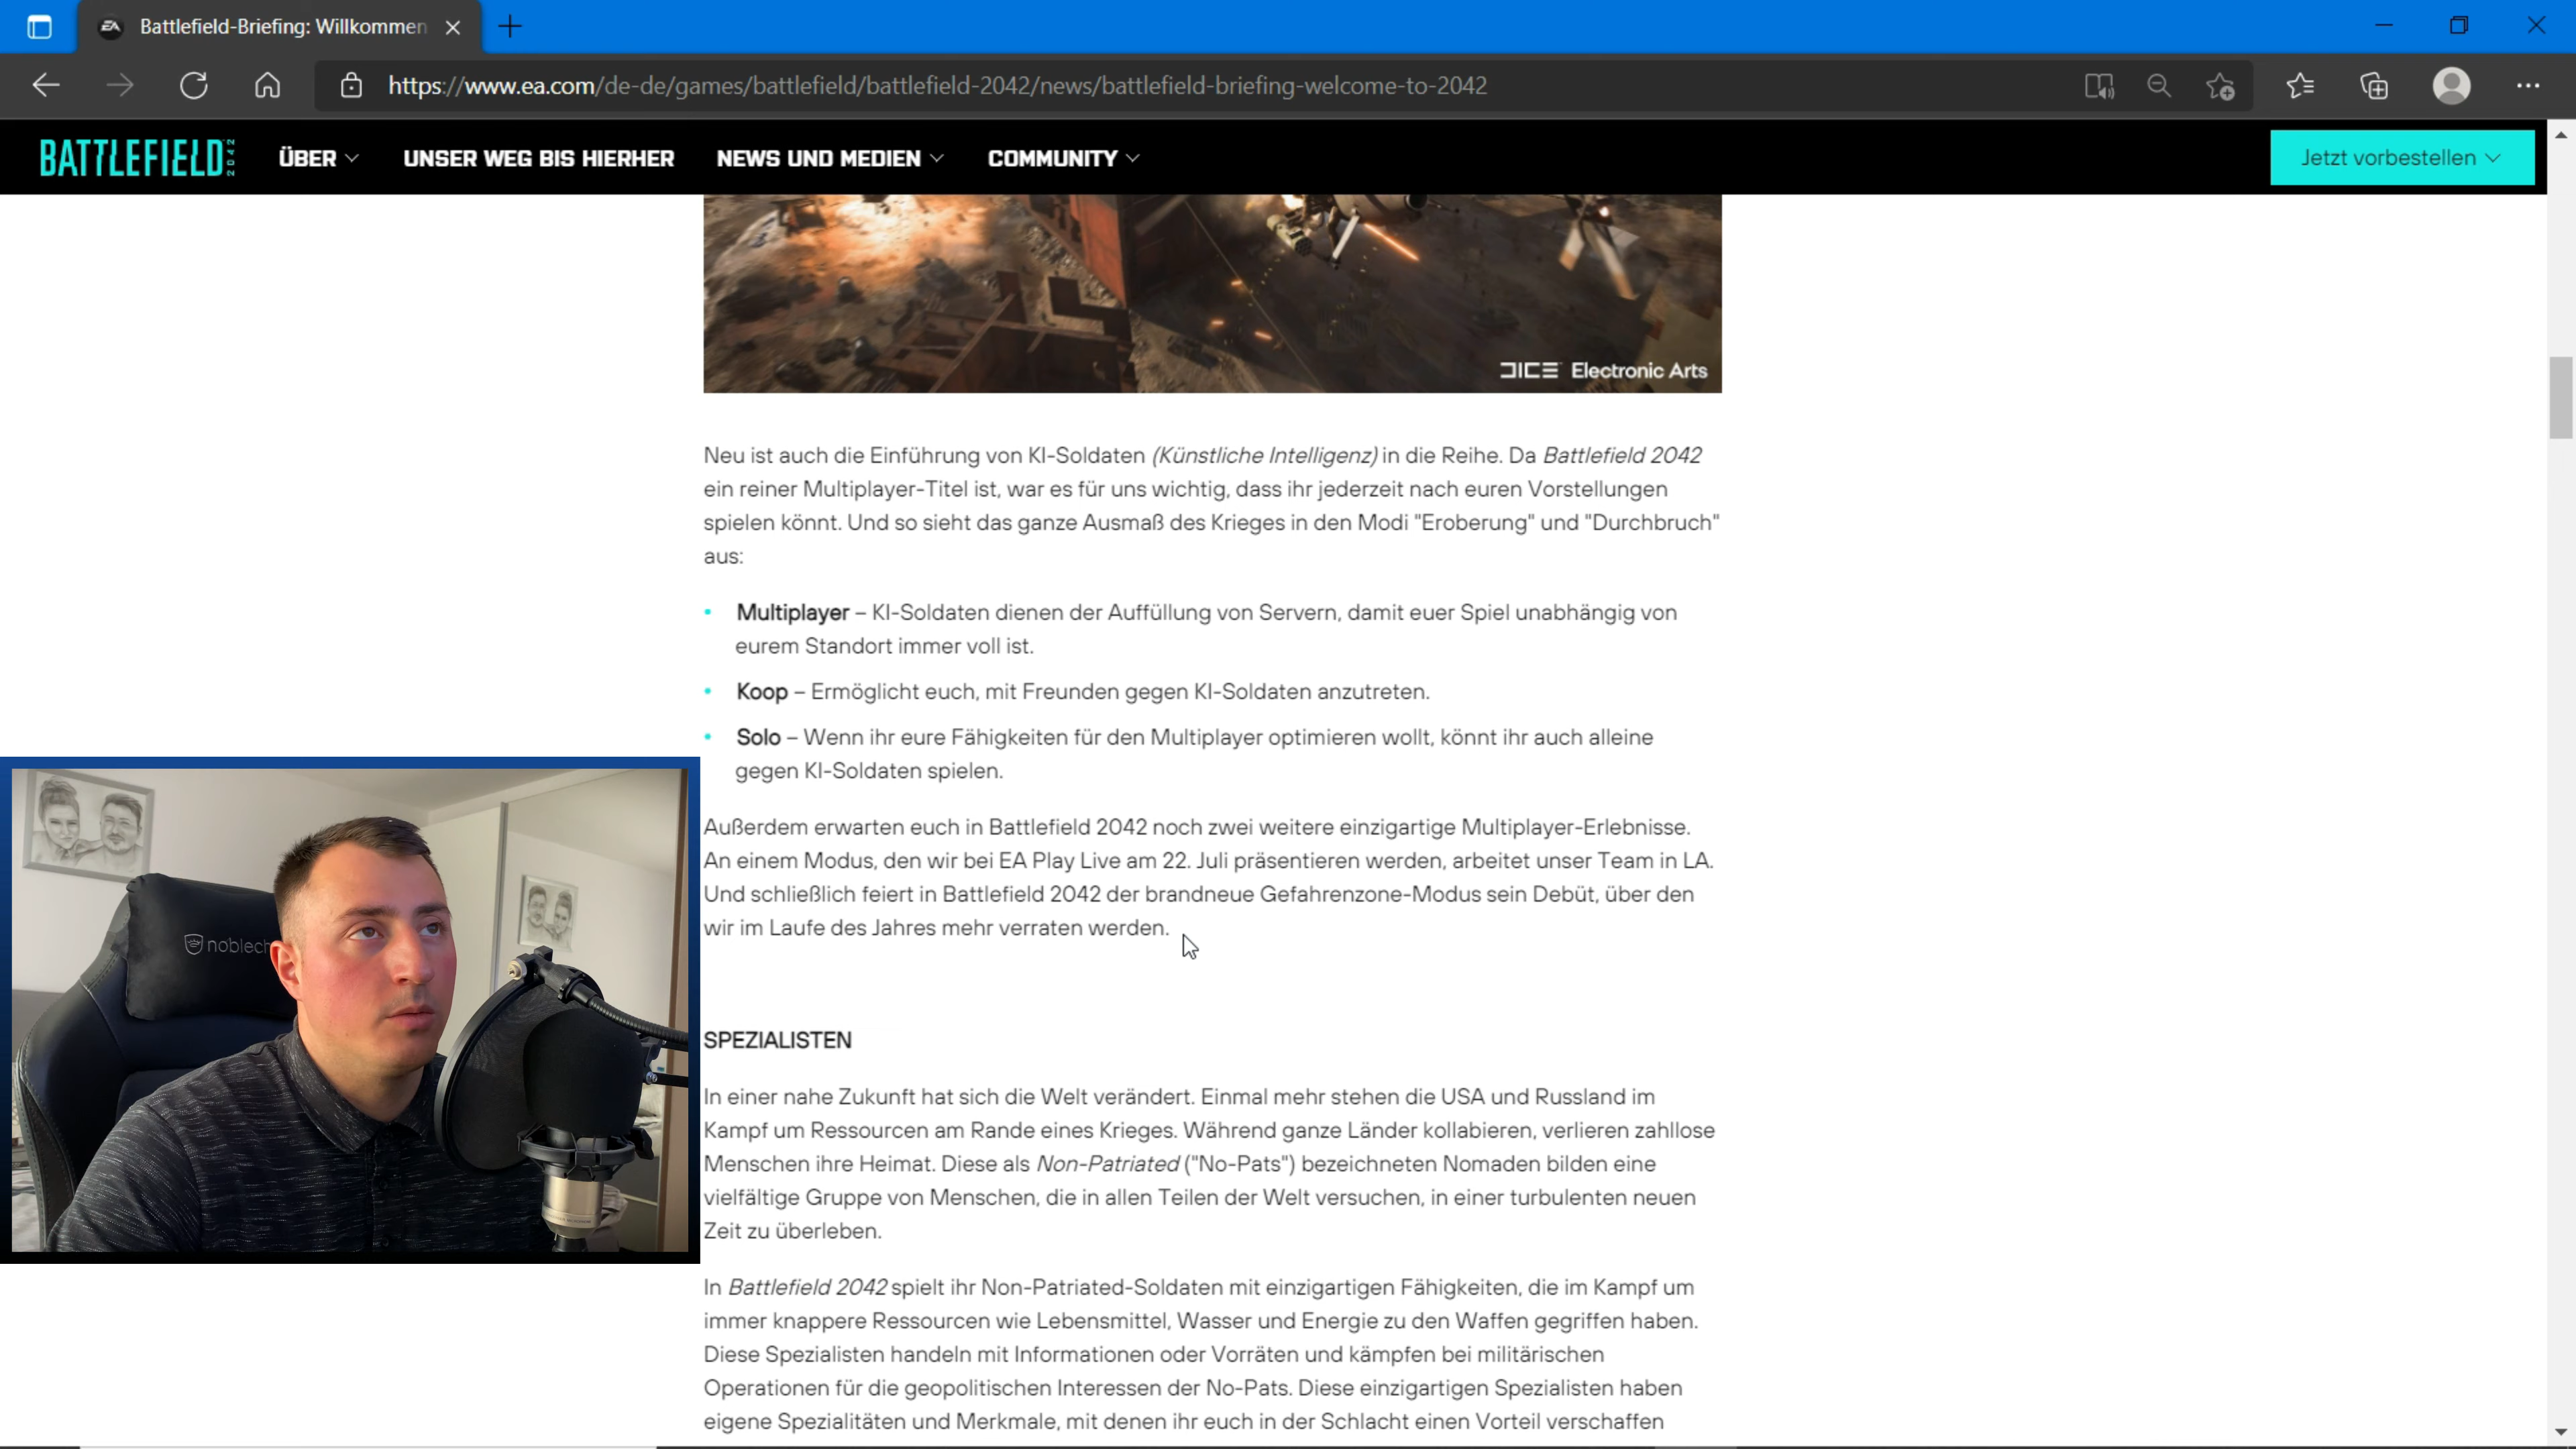 Battlefield-Briefing: Willkommen
https://www.ea.com/de-de/games/battlefield/battlefield-2042/news/battlefield-briefing-welcome-to-2042
BATTLEFIELD 2042 ÜBER UNSER WEG BIS HIERHER NEWS UND MEDIEN COMMUNITY Jetzt vorbestellen
DICE Electronic Arts
Neu ist auch die Einführung von KI-Soldaten (Künstliche Intelligenz) in die Reihe. Da Battlefield 2042
ein reiner Multiplayer-Titel ist, war es für uns wichtig, dass ihr jederzeit nach euren Vorstellungen
spielen könnt. Und so sieht das ganze Ausmaß des Krieges in den Modi "Eroberung" und "Durchbruch"
aus:
• Multiplayer – KI-Soldaten dienen der Auffüllung von Servern, damit euer Spiel unabhängig von
eurem Standort immer voll ist.
• Koop – Ermöglicht euch, mit Freunden gegen KI-Soldaten anzutreten.
• Solo – Wenn ihr eure Fähigkeiten für den Multiplayer optimieren wollt, könnt ihr auch alleine
gegen KI-Soldaten spielen.
Außerdem erwarten euch in Battlefield 2042 noch zwei weitere einzigartige Multiplayer-Erlebnisse.
An einem Modus, den wir bei EA Play Live am 22. Juli präsentieren werden, arbeitet unser Team in LA.
Und schließlich feiert in Battlefield 2042 der brandneue Gefahrenzone-Modus sein Debüt, über den
wir im Laufe des Jahres mehr verraten werden.
noblech
SPEZIALISTEN
In einer nahe Zukunft hat sich die Welt verändert. Einmal mehr stehen die USA und Russland im
Kampf um Ressourcen am Rande eines Krieges. Während ganze Länder kollabieren, verlieren zahllose
Menschen ihre Heimat. Diese als Non-Patriated ("No-Pats") bezeichneten Nomaden bilden eine
vielfältige Gruppe von Menschen, die in allen Teilen der Welt versuchen, in einer turbulenten neuen
Zeit zu überleben.
In Battlefield 2042 spielt ihr Non-Patriated-Soldaten mit einzigartigen Fähigkeiten, die im Kampf um
immer knappere Ressourcen wie Lebensmittel, Wasser und Energie zu den Waffen gegriffen haben.
Diese Spezialisten handeln mit Informationen oder Vorräten und kämpfen bei militärischen
Operationen für die geopolitischen Interessen der No-Pats. Diese einzigartigen Spezialisten haben
eigene Spezialitäten und Merkmale, mit denen ihr euch in der Schlacht einen Vorteil verschaffen